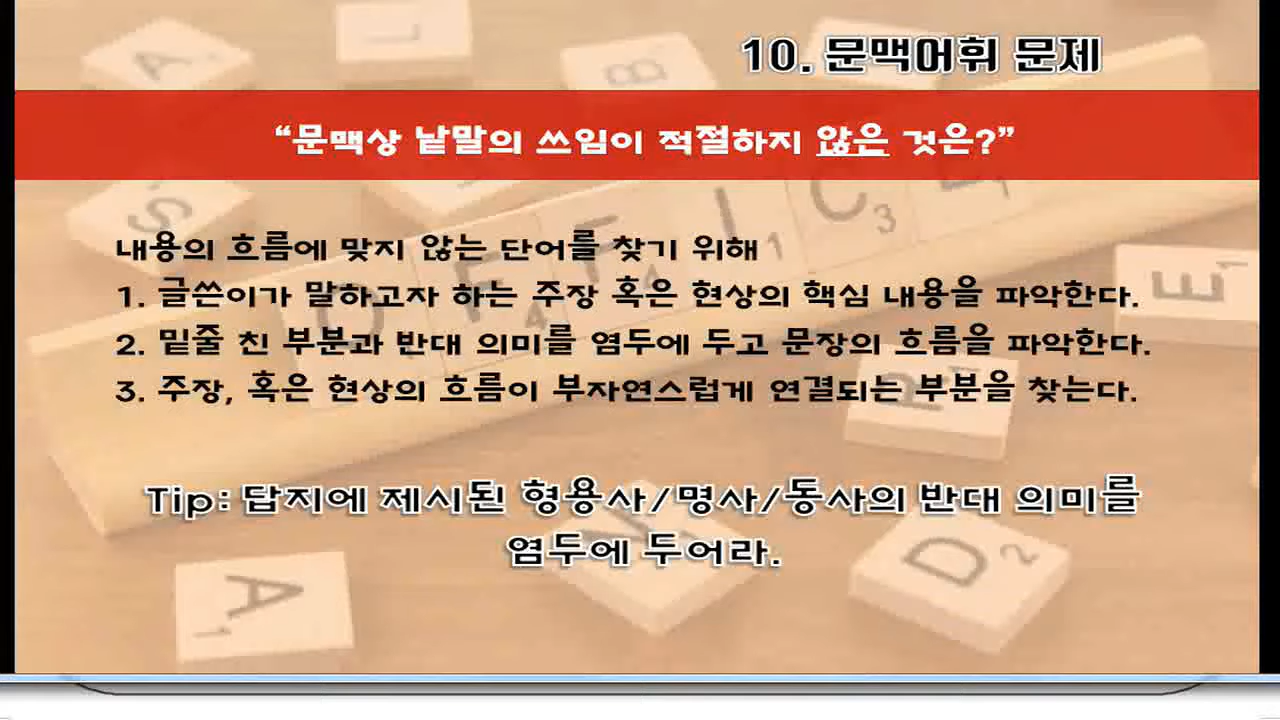 10. 문맥어휘 문제
“문맥상 낱말의 쓰임이 적절하지 않은 것은?”
내용의 흐름에 맞지 않는 단어를 찾기 위해
1. 글쓴이가 말하고자 하는 주장 혹은 현상의 핵심 내용을 파악한다.
2. 밑줄 친 부분과 반대 의미를 염두에 두고 문장의 흐름을 파악한다.
3. 주장, 혹은 현상의 흐름이 부자연스럽게 연결되는 부분을 찾는다.
Tip: 답지에 제시된 형용사/명사/동사의 반대 의미를
염두에 두어라.